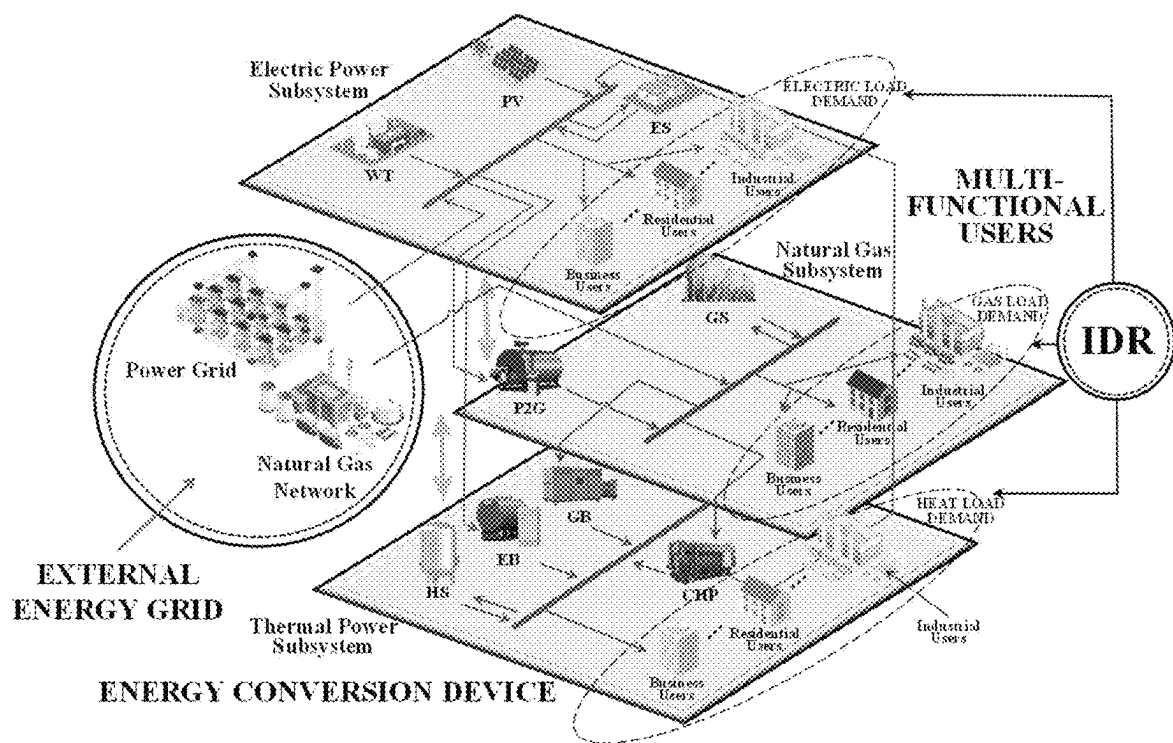 Electric Power
Subsystem
PV
ES
WT
ELECTRIC LOAD
DEMAND
Industrial
Users
Residential
Users
Business
Users
MULTI-
FUNCTIONAL
USERS
Natural Gas
Subsystem
GS
P2G
GAS LOAD
DEMAND
IDR
Industrial
Users
Residential
Users
Business
Users
Power Grid
Natural Gas
Network
EXTERNAL
ENERGY GRID
GB
EB
HS
CHP
HEAT LOAD
DEMAND
Residential
Users
Industrial
Users
Business
Users
Thermal Power
Subsystem
ENERGY CONVERSION DEVICE